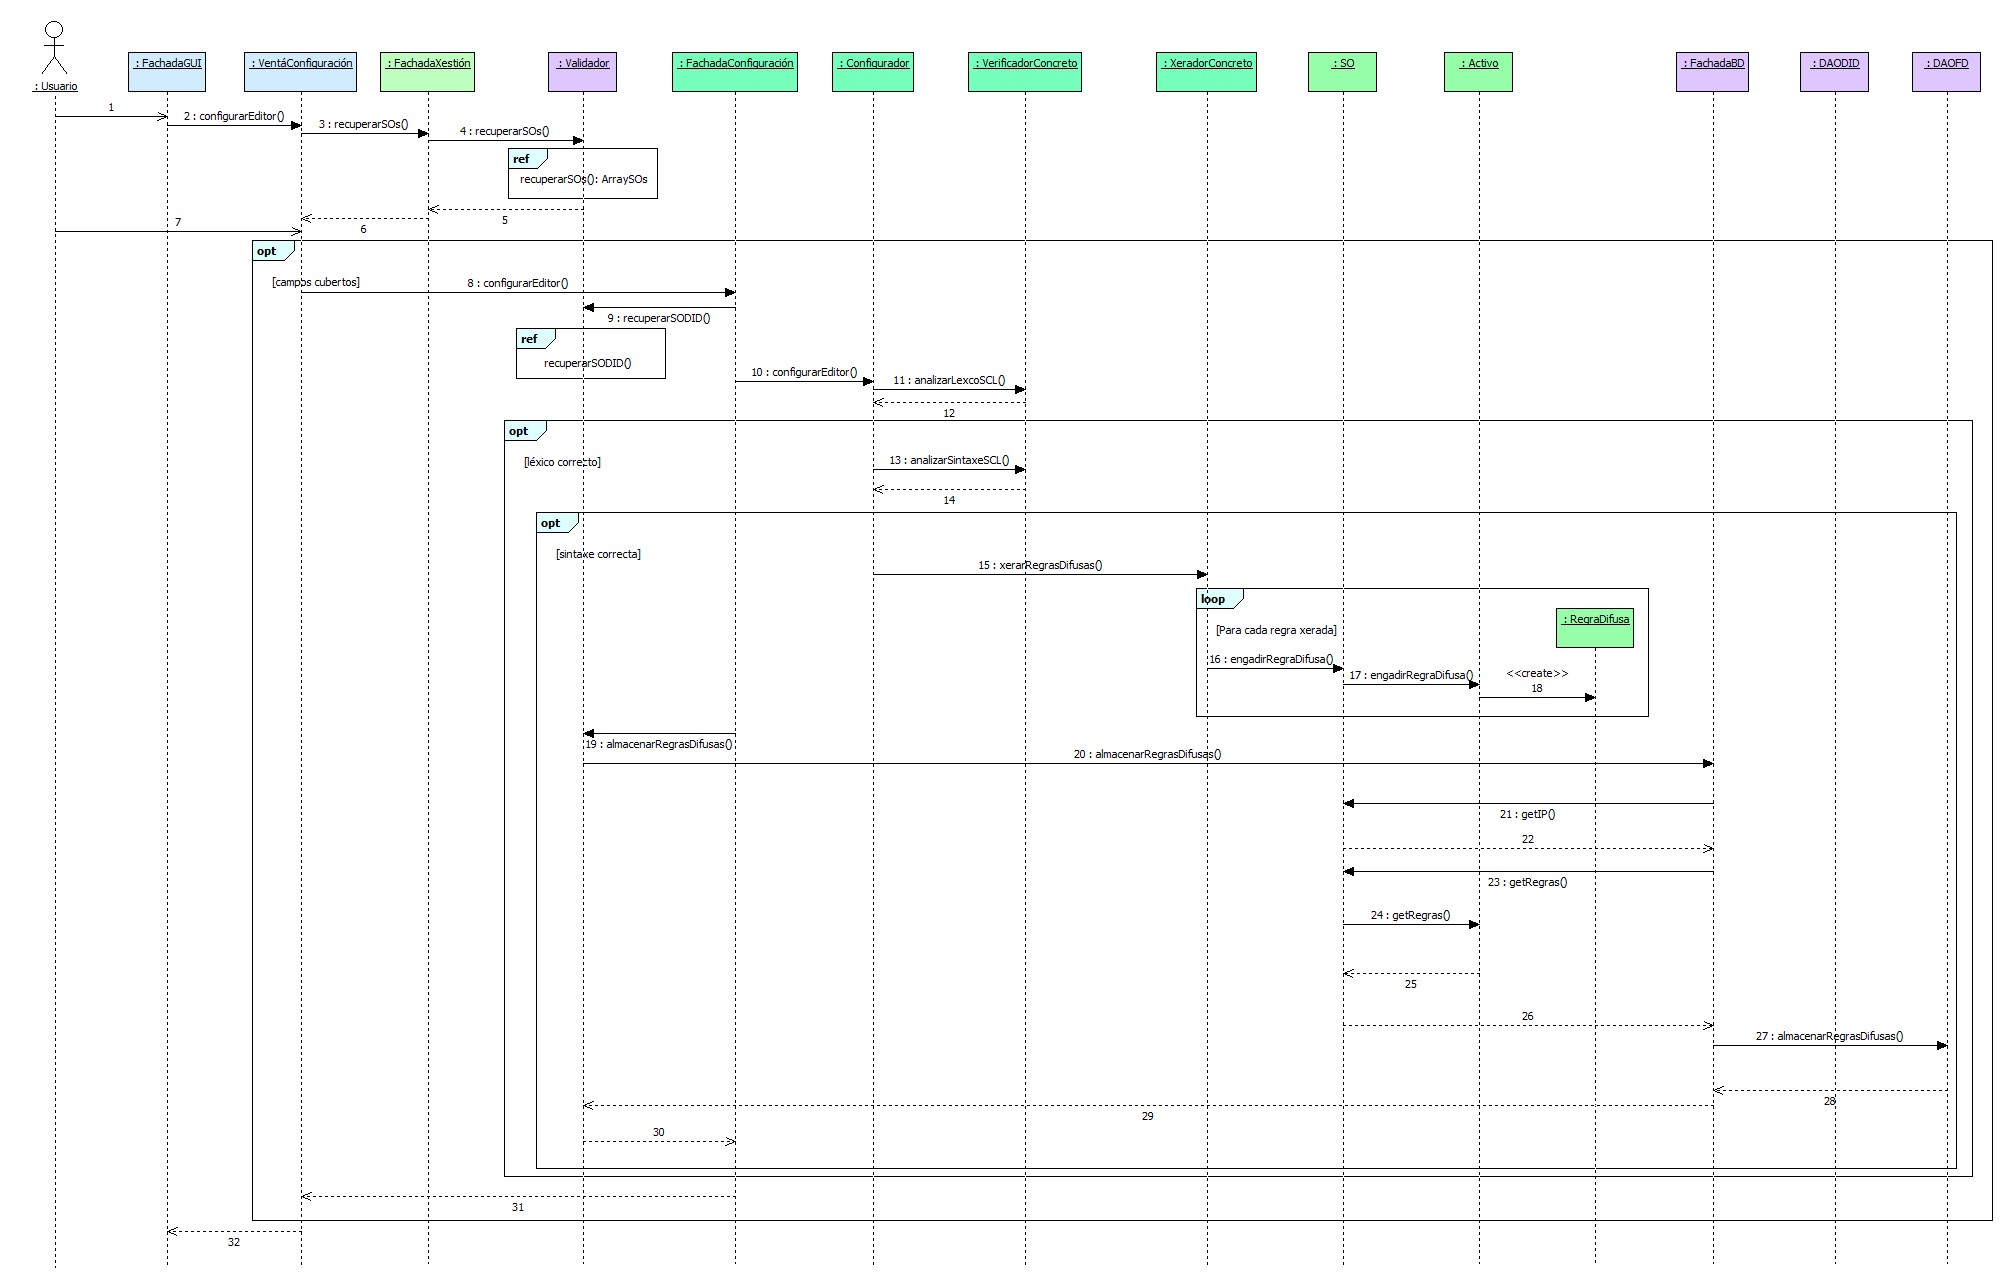 : Usuario
: FachadaGUI
: VentáConfiguración
: FachadaXestión
: Validador
: FachadaConfiguración
: Configurador
: VerificadorConcreto
: XeradorConcreto
: SO
: Activo
: FachadaBD
: DAODID
: DAOFD
1
2 : configurarEditor()
3 : recuperarSOs()
4 : recuperarSOs()
ref
recuperarSOs(): ArraySOs
5
6
7
opt
[campos cubertos]
8 : configurarEditor()
9 : recuperarSODID()
ref
recuperarSODID()
10 : configurarEditor()
11 : analizarLexcoSCL()
12
opt
[léxico correcto]
13 : analizarSintaxeSCL()
14
opt
[sintaxe correcta]
15 : xerarRegrasDifusas()
loop
: RegraDifusa
[Para cada regra xerada]
16 : engadirRegraDifusa()
17 : engadirRegraDifusa()
<<create>>
18
19 : almacenarRegrasDifusas()
20 : almacenarRegrasDifusas()
21 : getIP()
22
23 : getRegras()
24 : getRegras()
25
26
27 : almacenarRegrasDifusas()
28
29
30
31
32